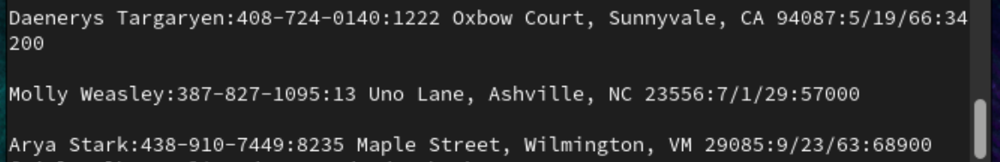 Daenerys Targaryen:408-724-0140:1222 Oxbow Court, Sunnyvale, CA 94087:5/19/66:34
200
Molly Weasley:387-827-1095:13 Uno Lane, Ashville, NC 23556:7/1/29:57000
Arya Stark:438-910-7449:8235 Maple Street, Wilmington, VM 29085:9/23/63:68900